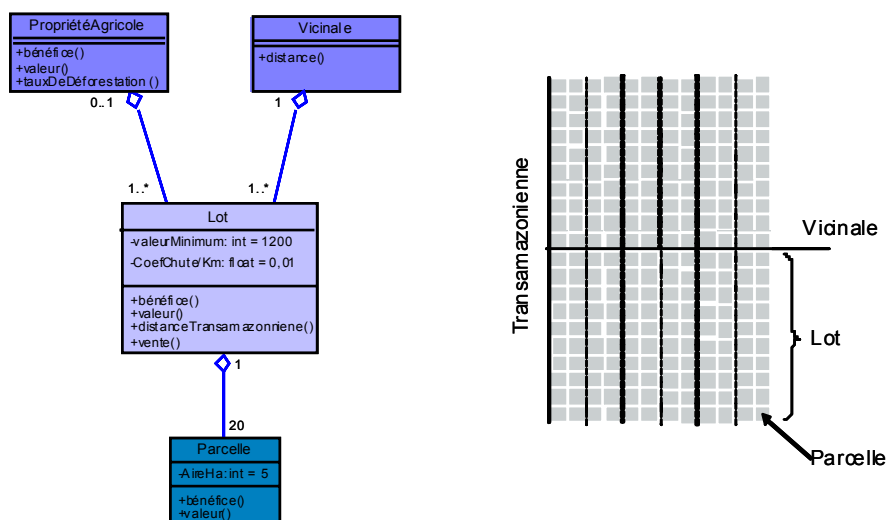 PropriétéAgricole
+bénéfice()
+valeur()
+tauxDeDéforestation ()
Vicinale
+distance()
0..1
1
1..*
1..*
Lot
-valeurMinimum: int = 1200
-CoefChute/Km: float = 0,01
+bénéfice()
+valeur()
+distanceTransamazonniene()
+vente()
1
20
Parcelle
-AireHa: int = 5
+bénéfice()
+valeur()
Transamazonienne
Vicinale
Lot
Parcelle